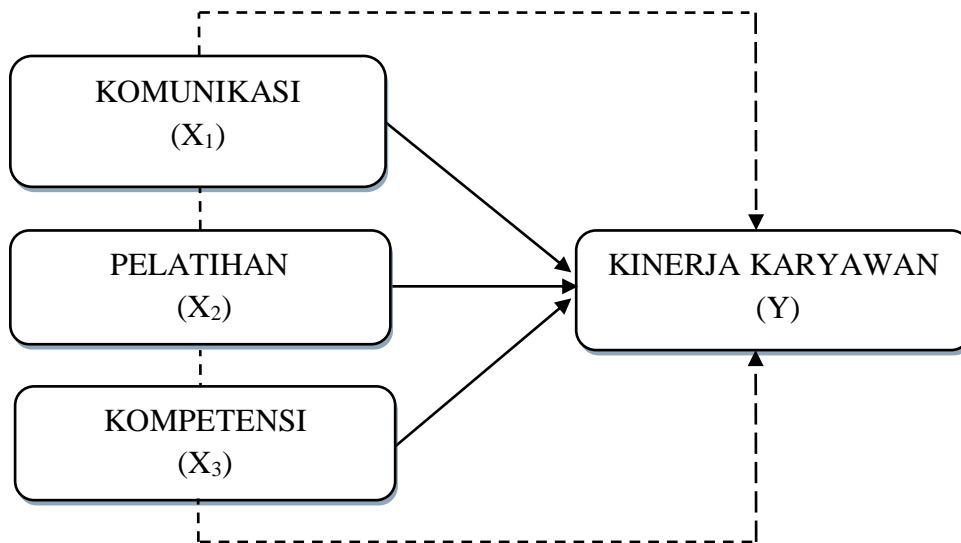 KOMUNIKASI
(X₁)
PELATIHAN
(X₂)
KOMPETENSI
(X₃)
KINERJA KARYAWAN
(Y)